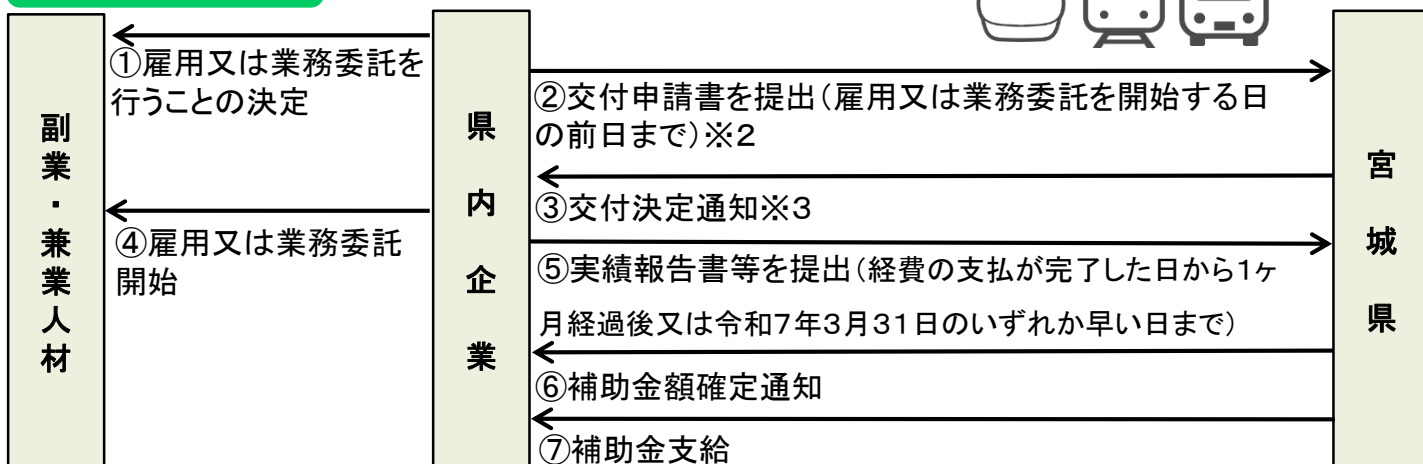 副業・兼業人材
①雇用又は業務委託を
行うことの決定
④雇用又は業務委託
開始
県内企業
②交付申請書を提出(雇用又は業務委託を開始する日
の前日まで)※2
③交付決定通知※3
⑤実績報告書等を提出(経費の支払が完了した日から1ヶ
月経過後又は令和7年3月31日のいずれか早い日まで)
⑥補助金額確定通知
⑦補助金支給
宮城県